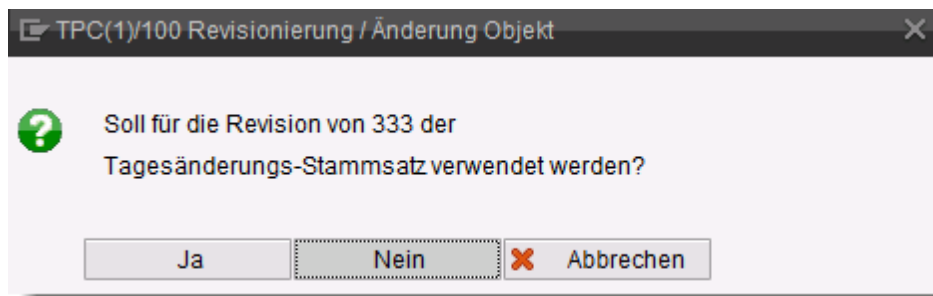 TPC(1)/100 Revisionierung / Änderung Objekt
Soll für die Revision von 333 der
Tagesänderungs-Stammsatz verwendet werden?
Ja Nein Abbrechen